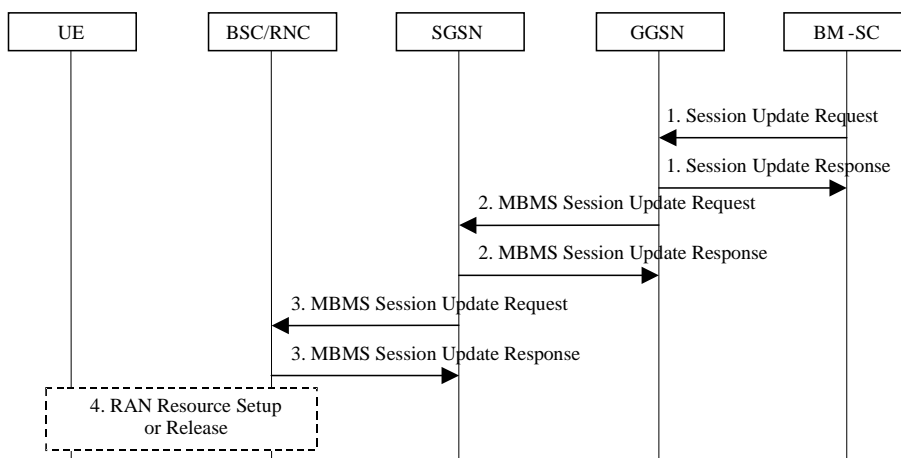 UE
BSC/RNC
SGSN
GGSN
BM-SC
1. Session Update Request
1. Session Update Response
2. MBMS Session Update Request
2. MBMS Session Update Response
3. MBMS Session Update Request
3. MBMS Session Update Response
4. RAN Resource Setup
or Release